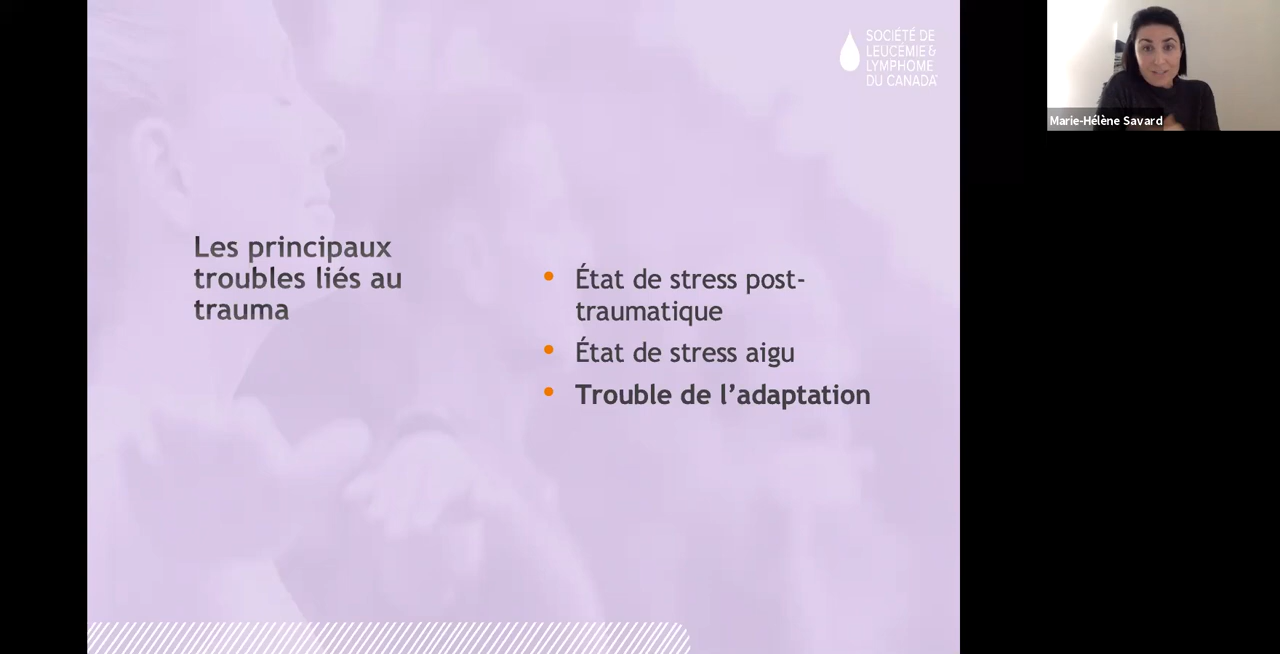 SOCIÉTÉ DE
LEUCÉMIE &
LYMPHOME
DU CANADA
Marie-Hélène Savard
Les principaux
troubles liés au
trauma
• État de stress post-
traumatique
• État de stress aigu
• Trouble de l’adaptation